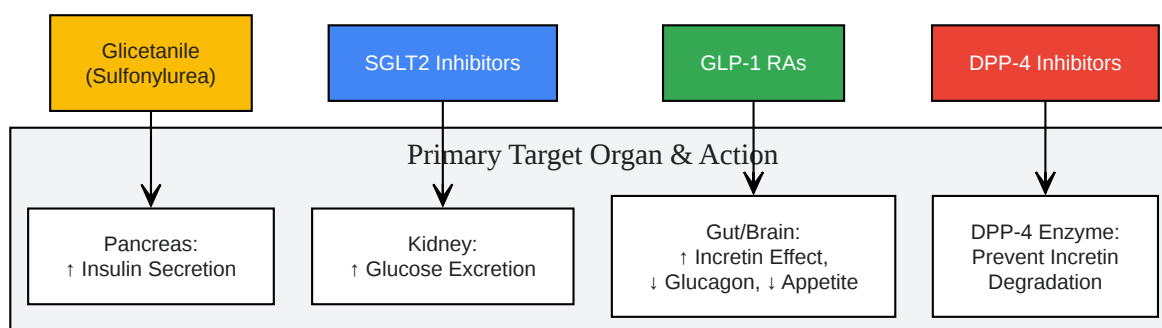 Glicetanile
(Sulfonylurea)
SGLT2 Inhibitors
GLP-1 RAs
DPP-4 Inhibitors
Primary Target Organ & Action
Pancreas:
↑ Insulin Secretion
Kidney:
↑ Glucose Excretion
Gut/Brain:
↑ Incretin Effect,
↓ Glucagon, ↓ Appetite
DPP-4 Enzyme:
Prevent Incretin
Degradation